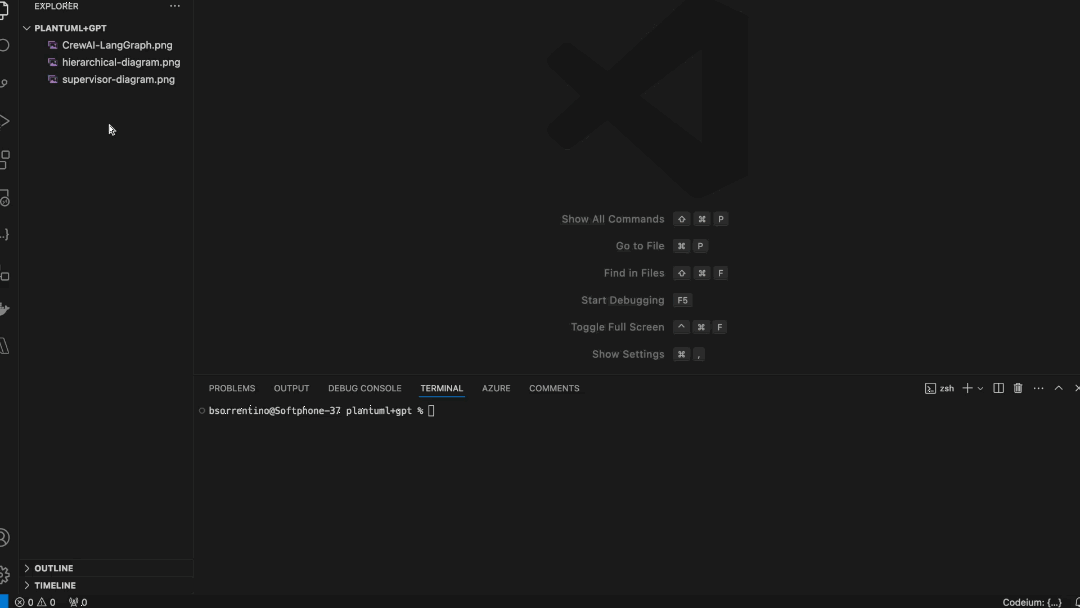 EXPLORER
PLANTUML+GPT
CrewAI-LangGraph.png
hierarchical-diagram.png
supervisor-diagram.png
Show All Commands ⇧ ⌘ P
Go to File ⌘ P
Find in Files ⇧ ⌘ F
Start Debugging F5
Toggle Full Screen ^ ⌘ F
Show Settings ⌘ ,
PROBLEMS OUTPUT DEBUG CONSOLE TERMINAL AZURE COMMENTS zsh
bsorrentino@Softphone-37 plantuml+gpt %
OUTLINE
TIMELINE
0 0 0 Codeium: {...}